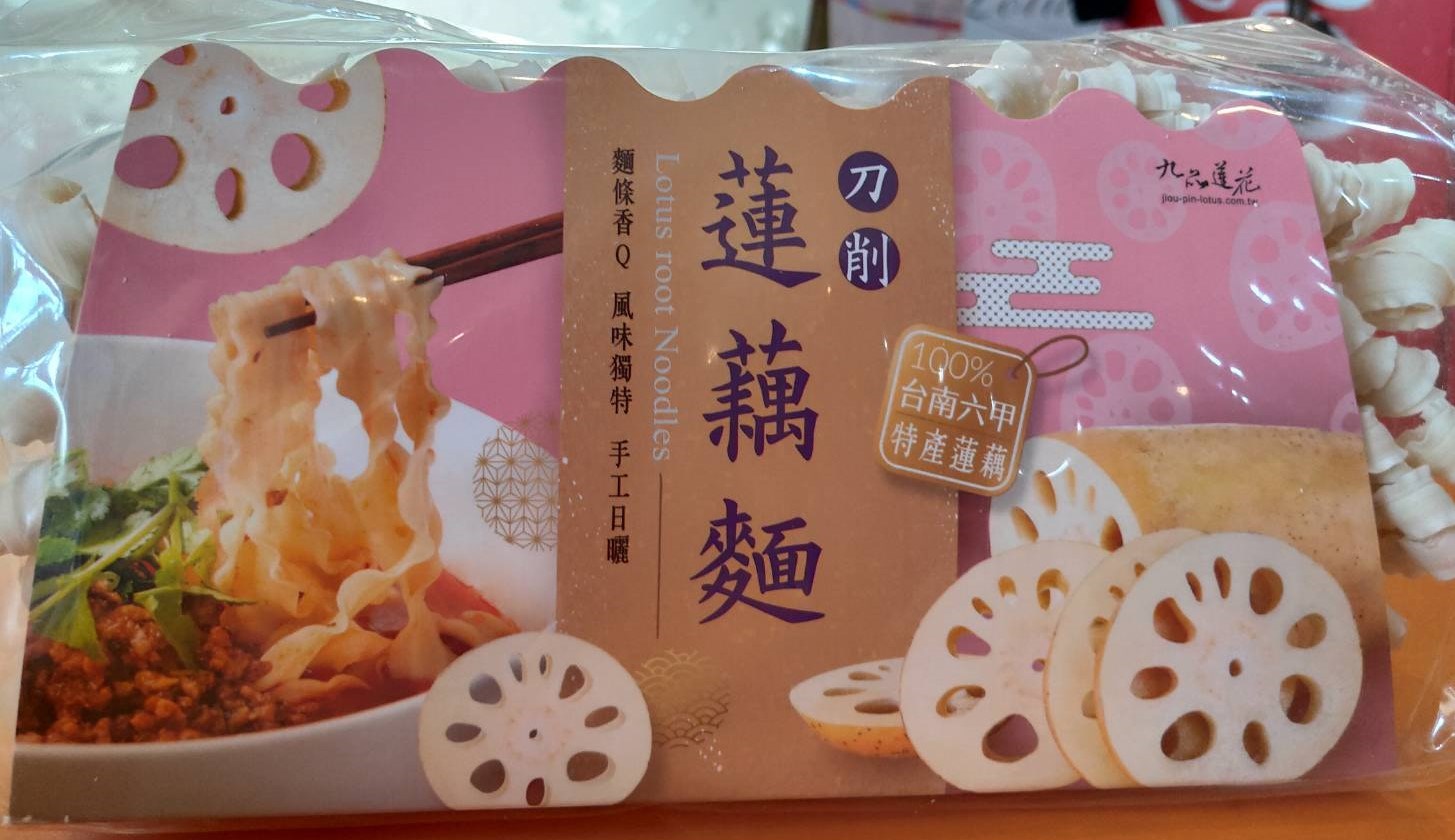 刀削
蓮藕麵
Lotus root Noodles
麵條香Q 風味獨特 手工日曬
100%
台南六甲
特產蓮藕
九品蓮花
jiou-pin-lotus.com.tw